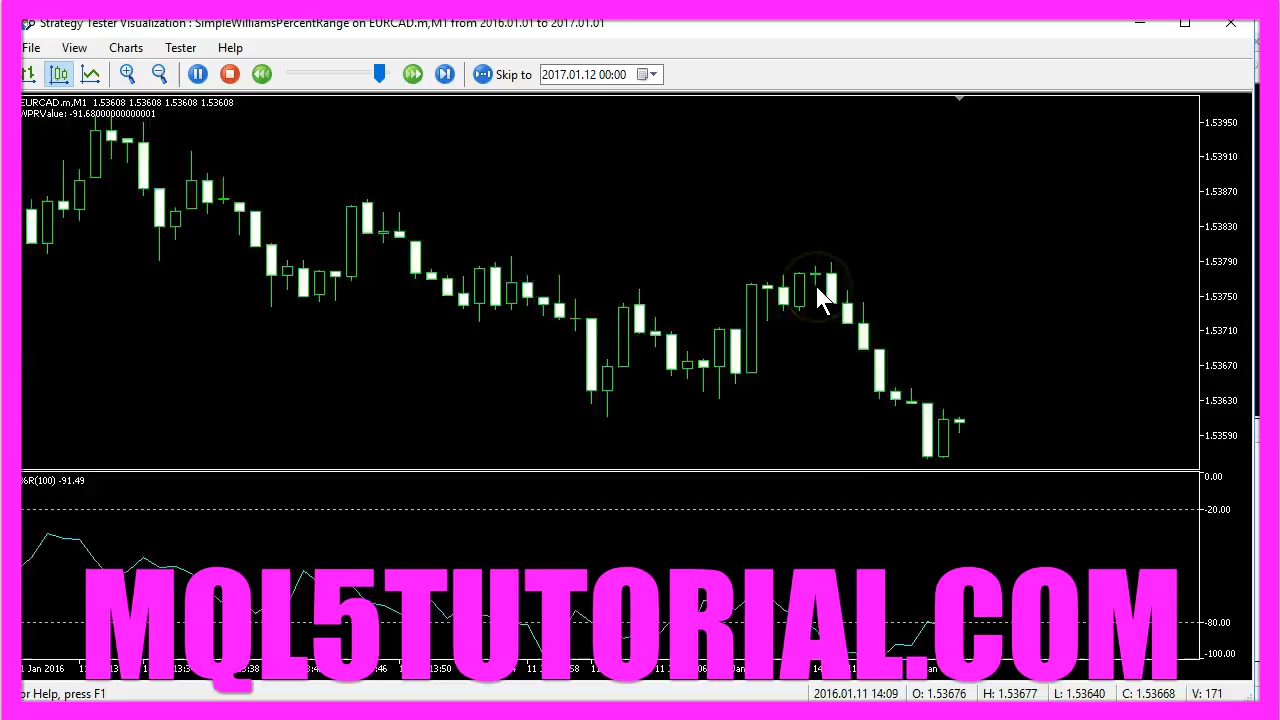 Strategy Tester Visualization : SimpleWilliamsPercentRange on EURCAD.m,M1 from 2016.01.01 to 2017.01.01
File View Charts Tester Help
Skip to 2017.01.12 00:00
EURCAD.m,M1 1.53608 1.53608 1.53608 1.53608
WPRValue: -91.68000000000001
1.53950
1.53910
1.53870
1.53830
1.53790
1.53750
1.53710
1.53670
1.53630
1.53590
%R(100) -91.49
0.00
-20.00
-80.00
-100.00
MQL5TUTORIAL.COM
1 Jan 2016
13:50
or Help, press F1
2016.01.11 14:09 O: 1.53676 H: 1.53677 L: 1.53640 C: 1.53668 V: 171